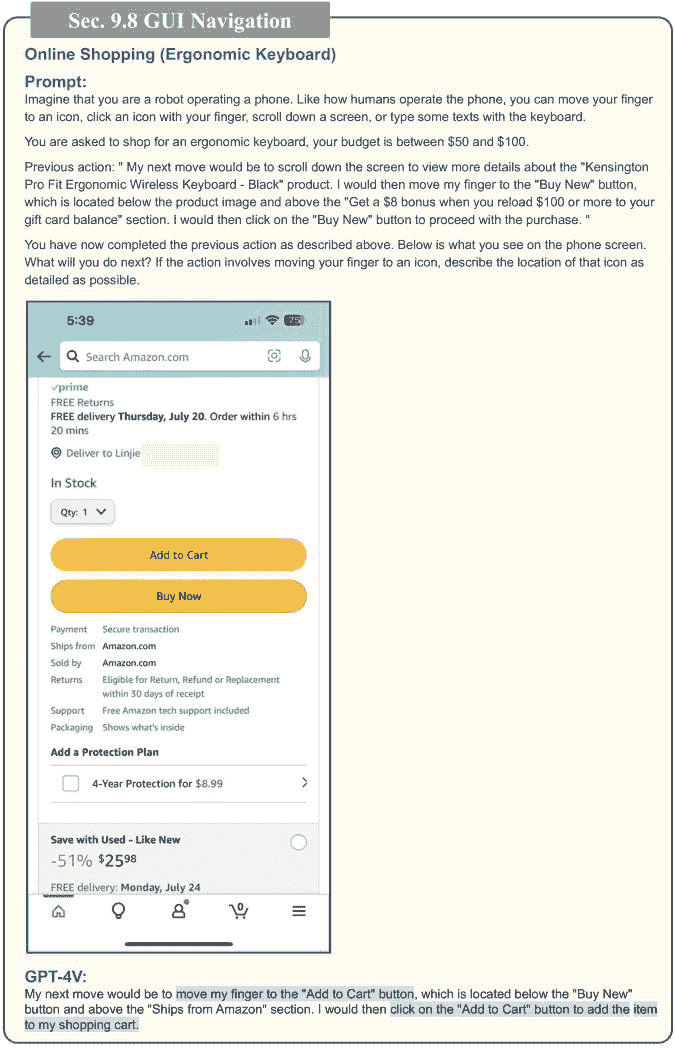 Sec. 9.8 GUI Navigation
Online Shopping (Ergonomic Keyboard)
Prompt:
Imagine that you are a robot operating a phone. Like how humans operate the phone, you can move your finger
to an icon, click an icon with your finger, scroll down a screen, or type some texts with the keyboard.
You are asked to shop for an ergonomic keyboard, your budget is between $50 and $100.
Previous action: " My next move would be to scroll down the screen to view more details about the "Kensington
Pro Fit Ergonomic Wireless Keyboard - Black" product. I would then move my finger to the "Buy New" button,
which is located below the product image and above the "Get a $8 bonus when you reload $100 or more to your
gift card balance" section. I would then click on the "Buy New" button to proceed with the purchase. "
You have now completed the previous action as described above. Below is what you see on the phone screen.
What will you do next? If the action involves moving your finger to an icon, describe the location of that icon as
detailed as possible.
5:39
75
Search Amazon.com
prime
FREE Returns
FREE delivery Thursday, July 20. Order within 6 hrs
20 mins
Deliver to Linjie
In Stock
Qty: 1
Add to Cart
Buy Now
Payment Secure transaction
Ships from Amazon.com
Sold by Amazon.com
Returns Eligible for Return, Refund or Replacement
within 30 days of receipt
Support Free Amazon tech support included
Packaging Shows what's inside
Add a Protection Plan
4-Year Protection for $8.99
Save with Used - Like New
-51% $2598
FREE delivery: Monday, July 24
0
GPT-4V:
My next move would be to move my finger to the "Add to Cart" button, which is located below the "Buy New"
button and above the "Ships from Amazon" section. I would then click on the "Add to Cart" button to add the item
to my shopping cart.